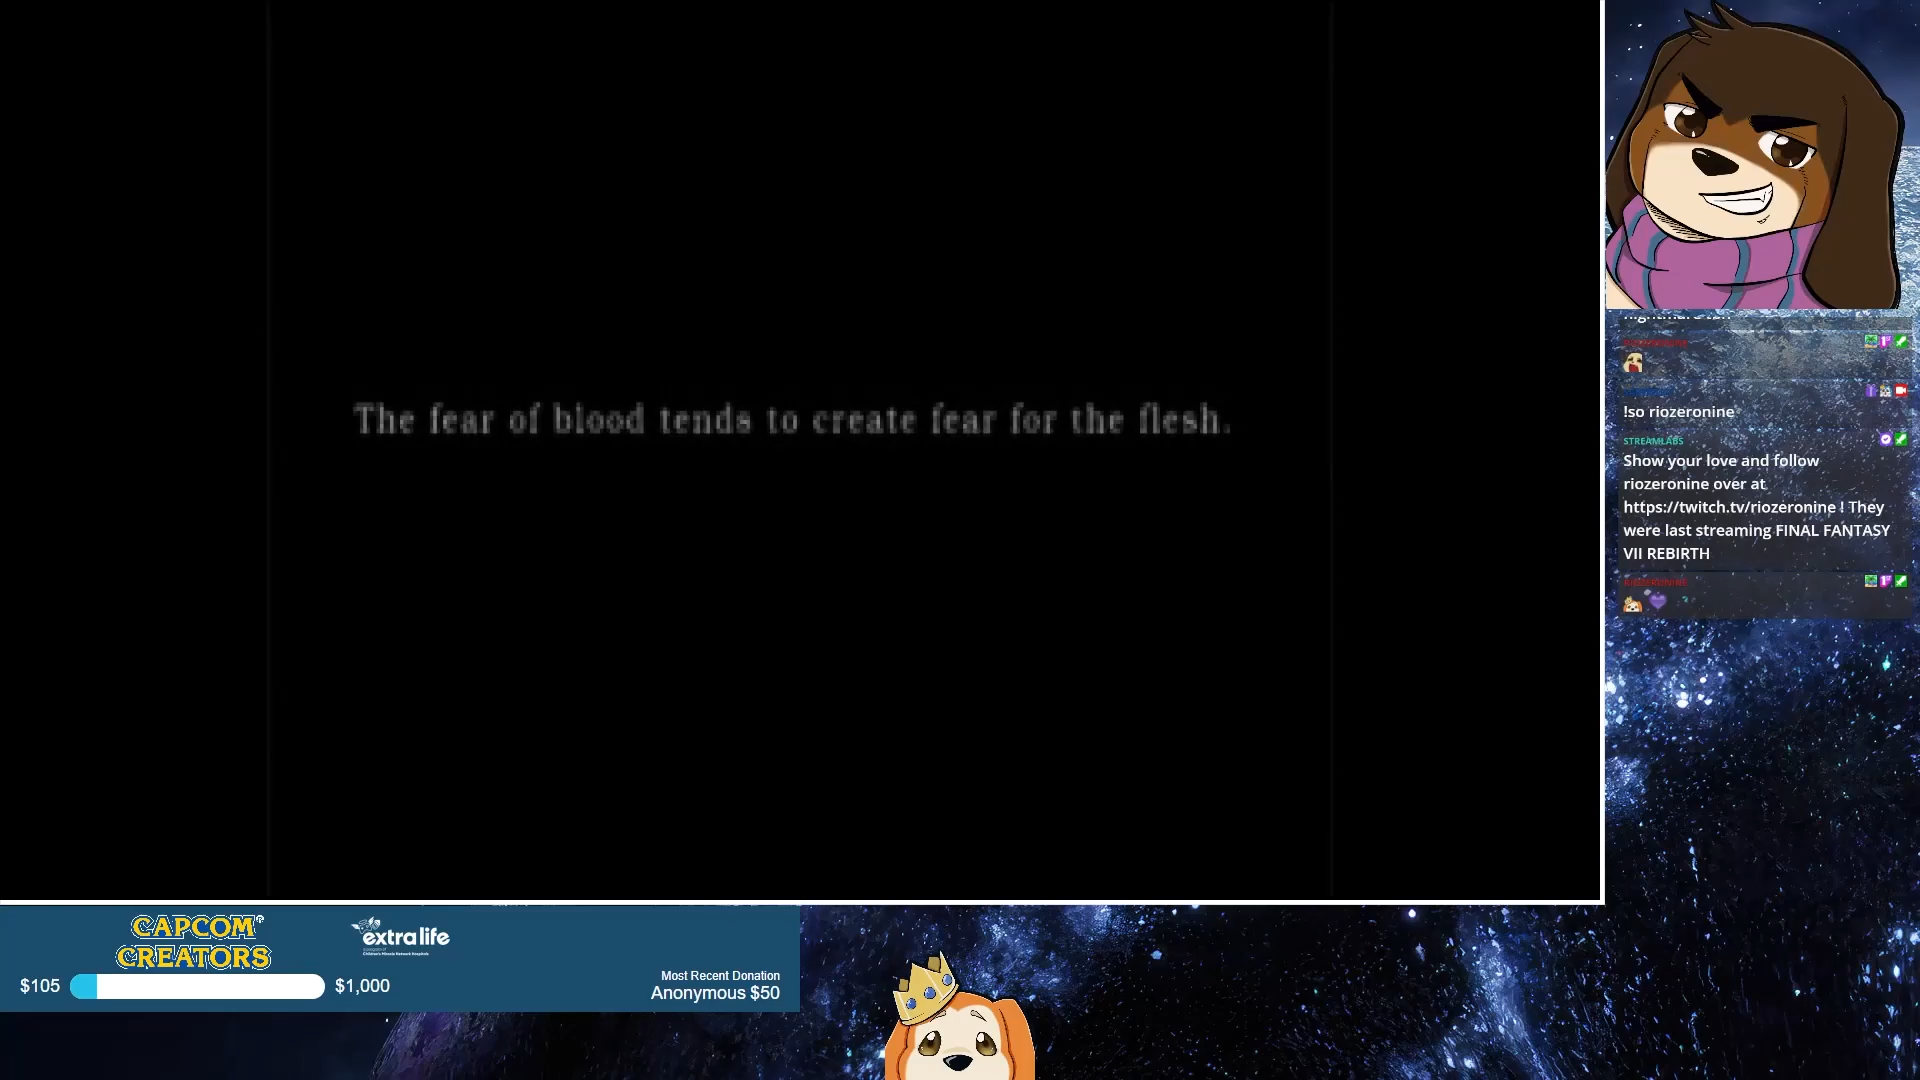 The fear of blood tends to create fear for the flesh.
!so riozeronine
STREAMLABS
Show your love and follow
riozeronine over at
https://twitch.tv/riozeronine ! They
were last streaming FINAL FANTASY
VII REBIRTH
RIOZERONINE
CAPCOM
CREATORS
extralife
$105
$1,000
Most Recent Donation
Anonymous $50